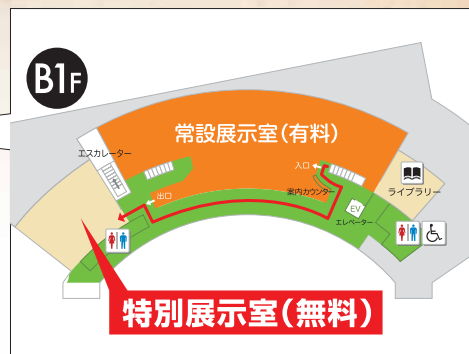 B1F
常設展示室(有料)
エスカレーター
入口
出口
案内カウンター
ライブラリー
EV
エレベーター
特別展示室(無料)